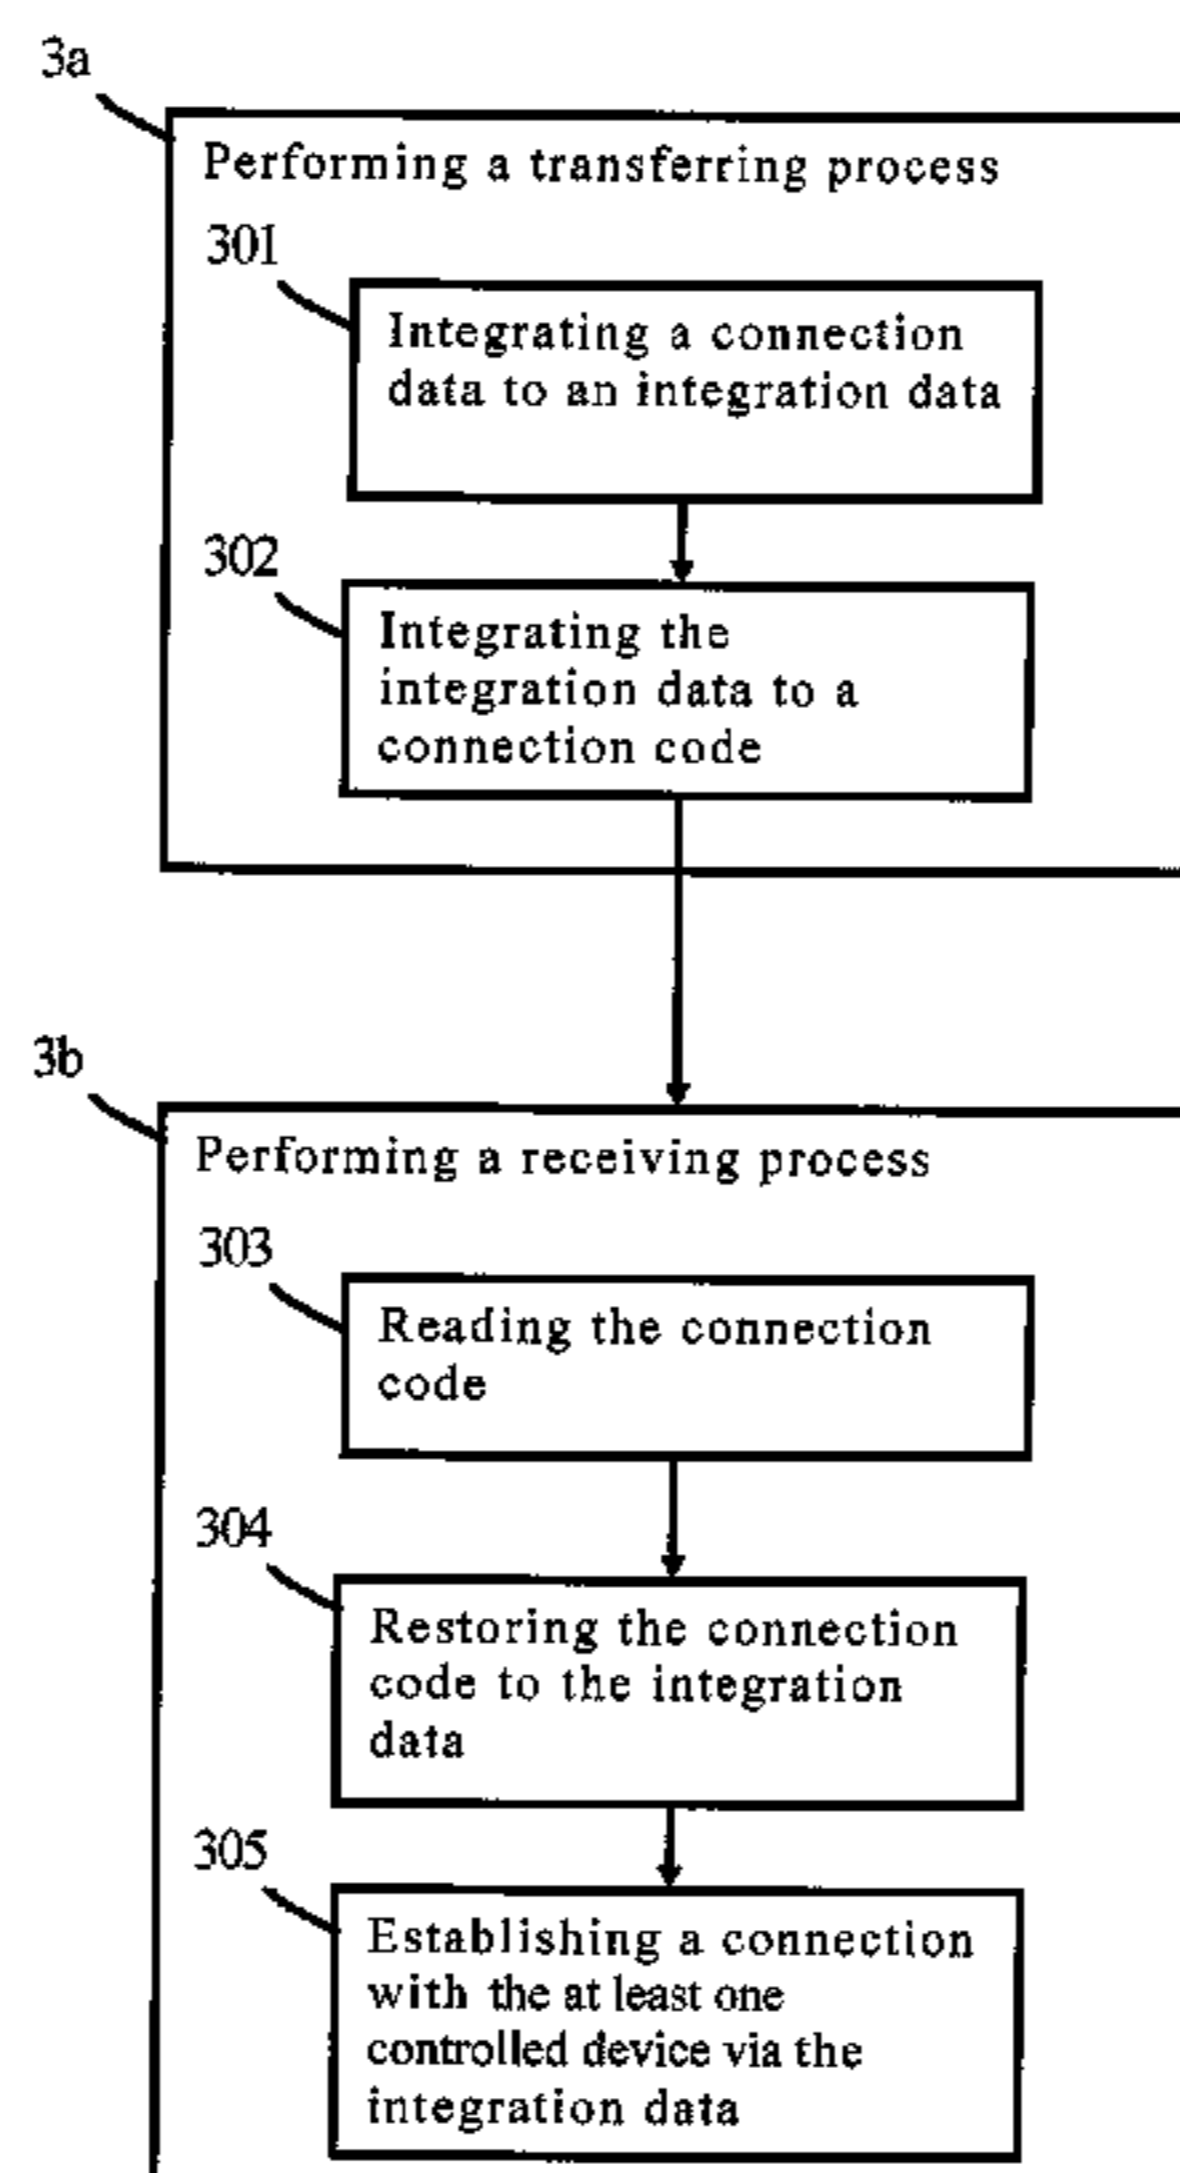 3a
Performing a transferring process
301
Integrating a connection
data to an integration data
302
Integrating the
integration data to a
connection code
3b
Performing a receiving process
303
Reading the connection
code
304
Restoring the connection
code to the integration
data
305
Establishing a connection
with the at least one
controlled device via the
integration data